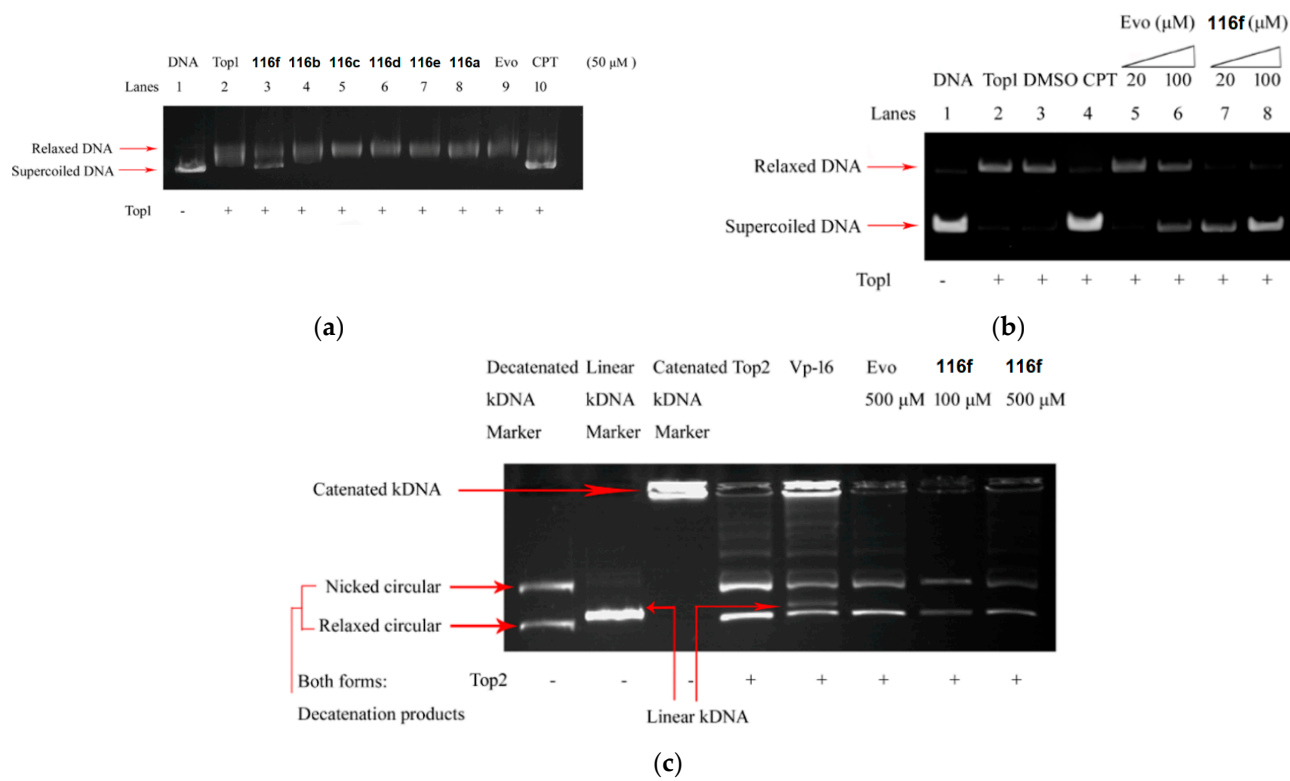 DNA TopI 116f 116b 116c 116d 116e 116a Evo CPT (50 μM )
Lanes 1 2 3 4 5 6 7 8 9 10
Relaxed DNA
Supercoiled DNA
TopI - + + + + + + + + +
(a)
Evo (μM) 116f (μM)
DNA TopI DMSO CPT 20 100 20 100
Lanes 1 2 3 4 5 6 7 8
Relaxed DNA
Supercoiled DNA
TopI - + + + + + + +
(b)
Decatenated Linear Catenated Top2 Vp-16 Evo 116f 116f
kDNA kDNA kDNA 500 μM 100 μM 500 μM
Marker Marker Marker
Catenated kDNA
Nicked circular
Relaxed circular
Both forms: Top2 - - - + + + + +
Decatenation products Linear kDNA
(c)